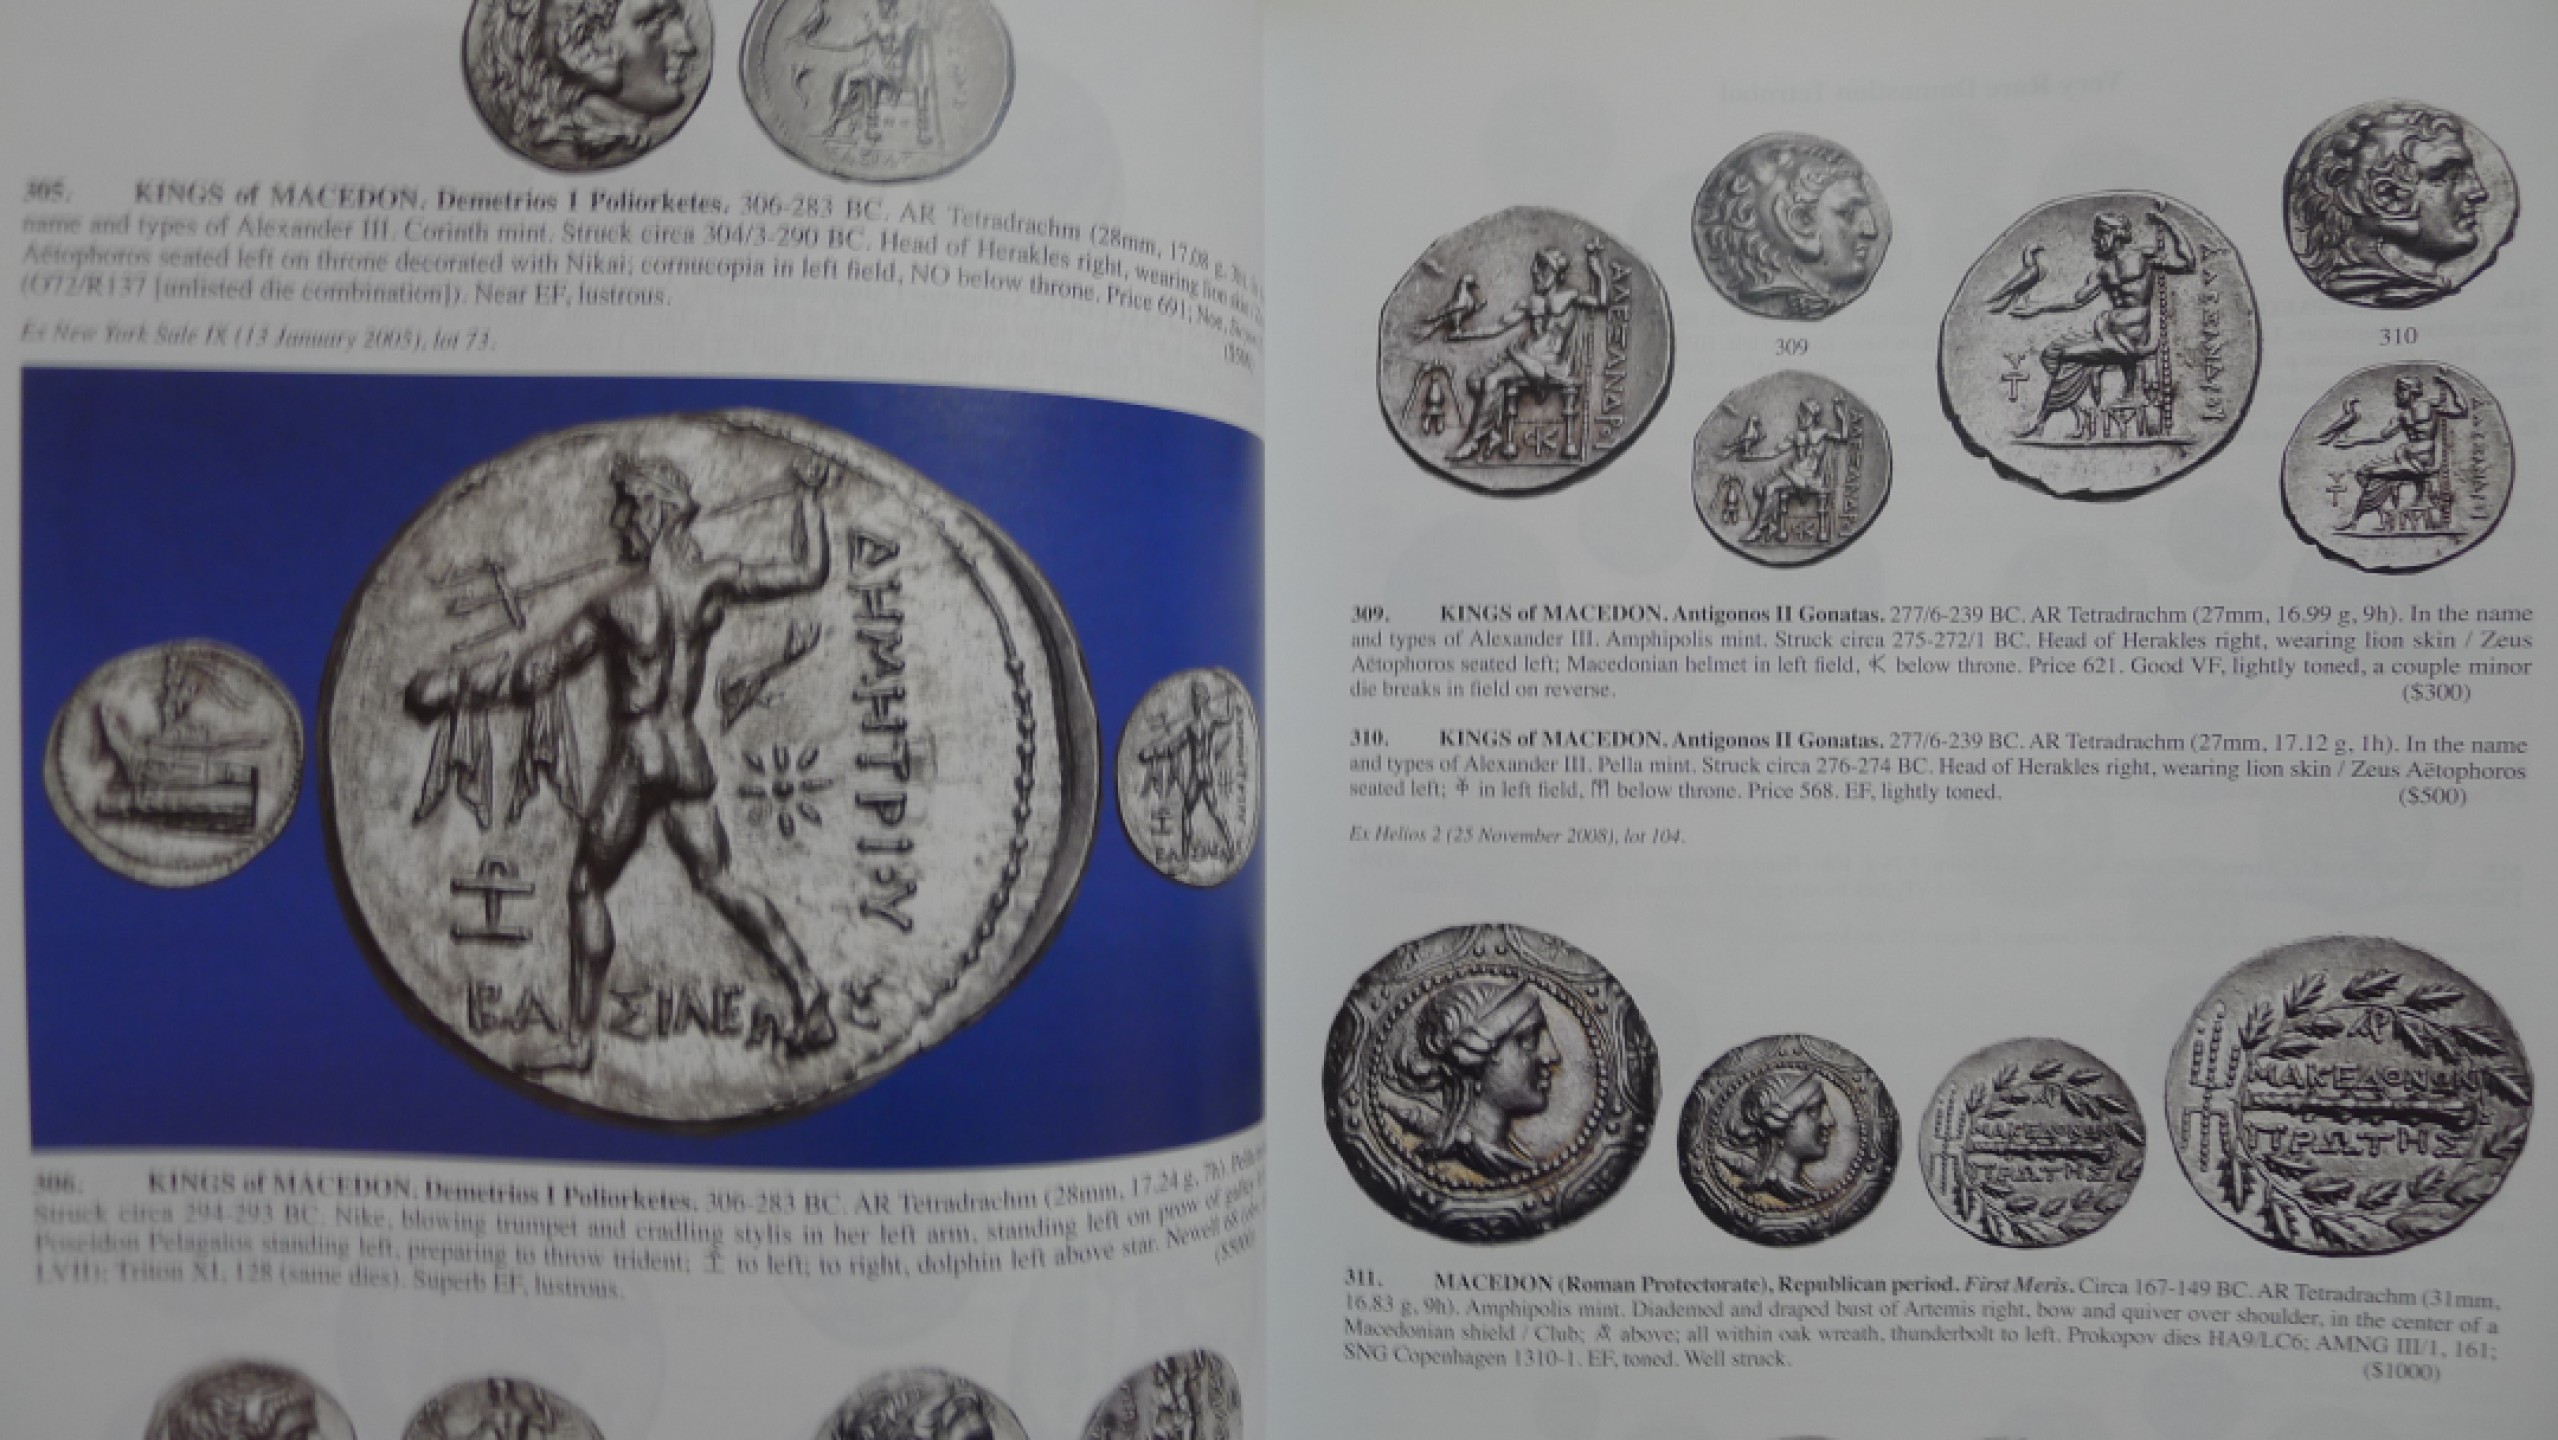 305. KINGS of MACEDON. Demetrios I Poliorketes. 306-283 BC. AR Tetradrachm (28mm, 17.08 g,
name and types of Alexander III. Corinth mint. Struck circa 304/3-290 BC. Head of Herakles right, wearing lion skin
Aëtophoros seated left on throne decorated with Nikai; cornucopia in left field, NO below throne. Price 691; Noe,
(O72/R137 [unlisted die combination]). Near EF, lustrous.
Ex New York Sale IX (13 January 2005), lot 73.
ΔΗΜΗΤΡΙΟΥ
ΒΑΣΙΛΕΩΣ
306. KINGS of MACEDON. Demetrios I Poliorketes. 306-283 BC. AR Tetradrachm (28mm, 17.24 g, 7h).
Struck circa 294-293 BC. Nike, blowing trumpet and cradling stylis in her left arm, standing left on prow of galley
Poseidon Pelagaios standing left, preparing to throw trident; to left; to right, dolphin left above star. Newell 68
LVII); Triton XI, 128 (same dies). Superb EF, lustrous.
309
310
309. KINGS of MACEDON. Antigonos II Gonatas. 277/6-239 BC. AR Tetradrachm (27mm, 16.99 g, 9h). In the name
and types of Alexander III. Amphipolis mint. Struck circa 275-272/1 BC. Head of Herakles right, wearing lion skin / Zeus
Aëtophoros seated left; Macedonian helmet in left field, below throne. Price 621. Good VF, lightly toned, a couple minor
die breaks in field on reverse. ($300)
310. KINGS of MACEDON. Antigonos II Gonatas. 277/6-239 BC. AR Tetradrachm (27mm, 17.12 g, 1h). In the name
and types of Alexander III. Pella mint. Struck circa 276-274 BC. Head of Herakles right, wearing lion skin / Zeus Aëtophoros
seated left; in left field, below throne. Price 568. EF, lightly toned. ($500)
Ex Helios 2 (25 November 2008), lot 104.
ΜΑΚΕΔΟΝΩΝ
ΠΡΩΤΗΣ
311. MACEDON (Roman Protectorate), Republican period. First Meris. Circa 167-149 BC. AR Tetradrachm (31mm,
16.83 g, 9h). Amphipolis mint. Diademed and draped bust of Artemis right, bow and quiver over shoulder, in the center of a
Macedonian shield / Club; above; all within oak wreath, thunderbolt to left. Prokopov dies HA9/LC6; AMNG III/1, 161;
SNG Copenhagen 1310-1. EF, toned. Well struck. ($1000)